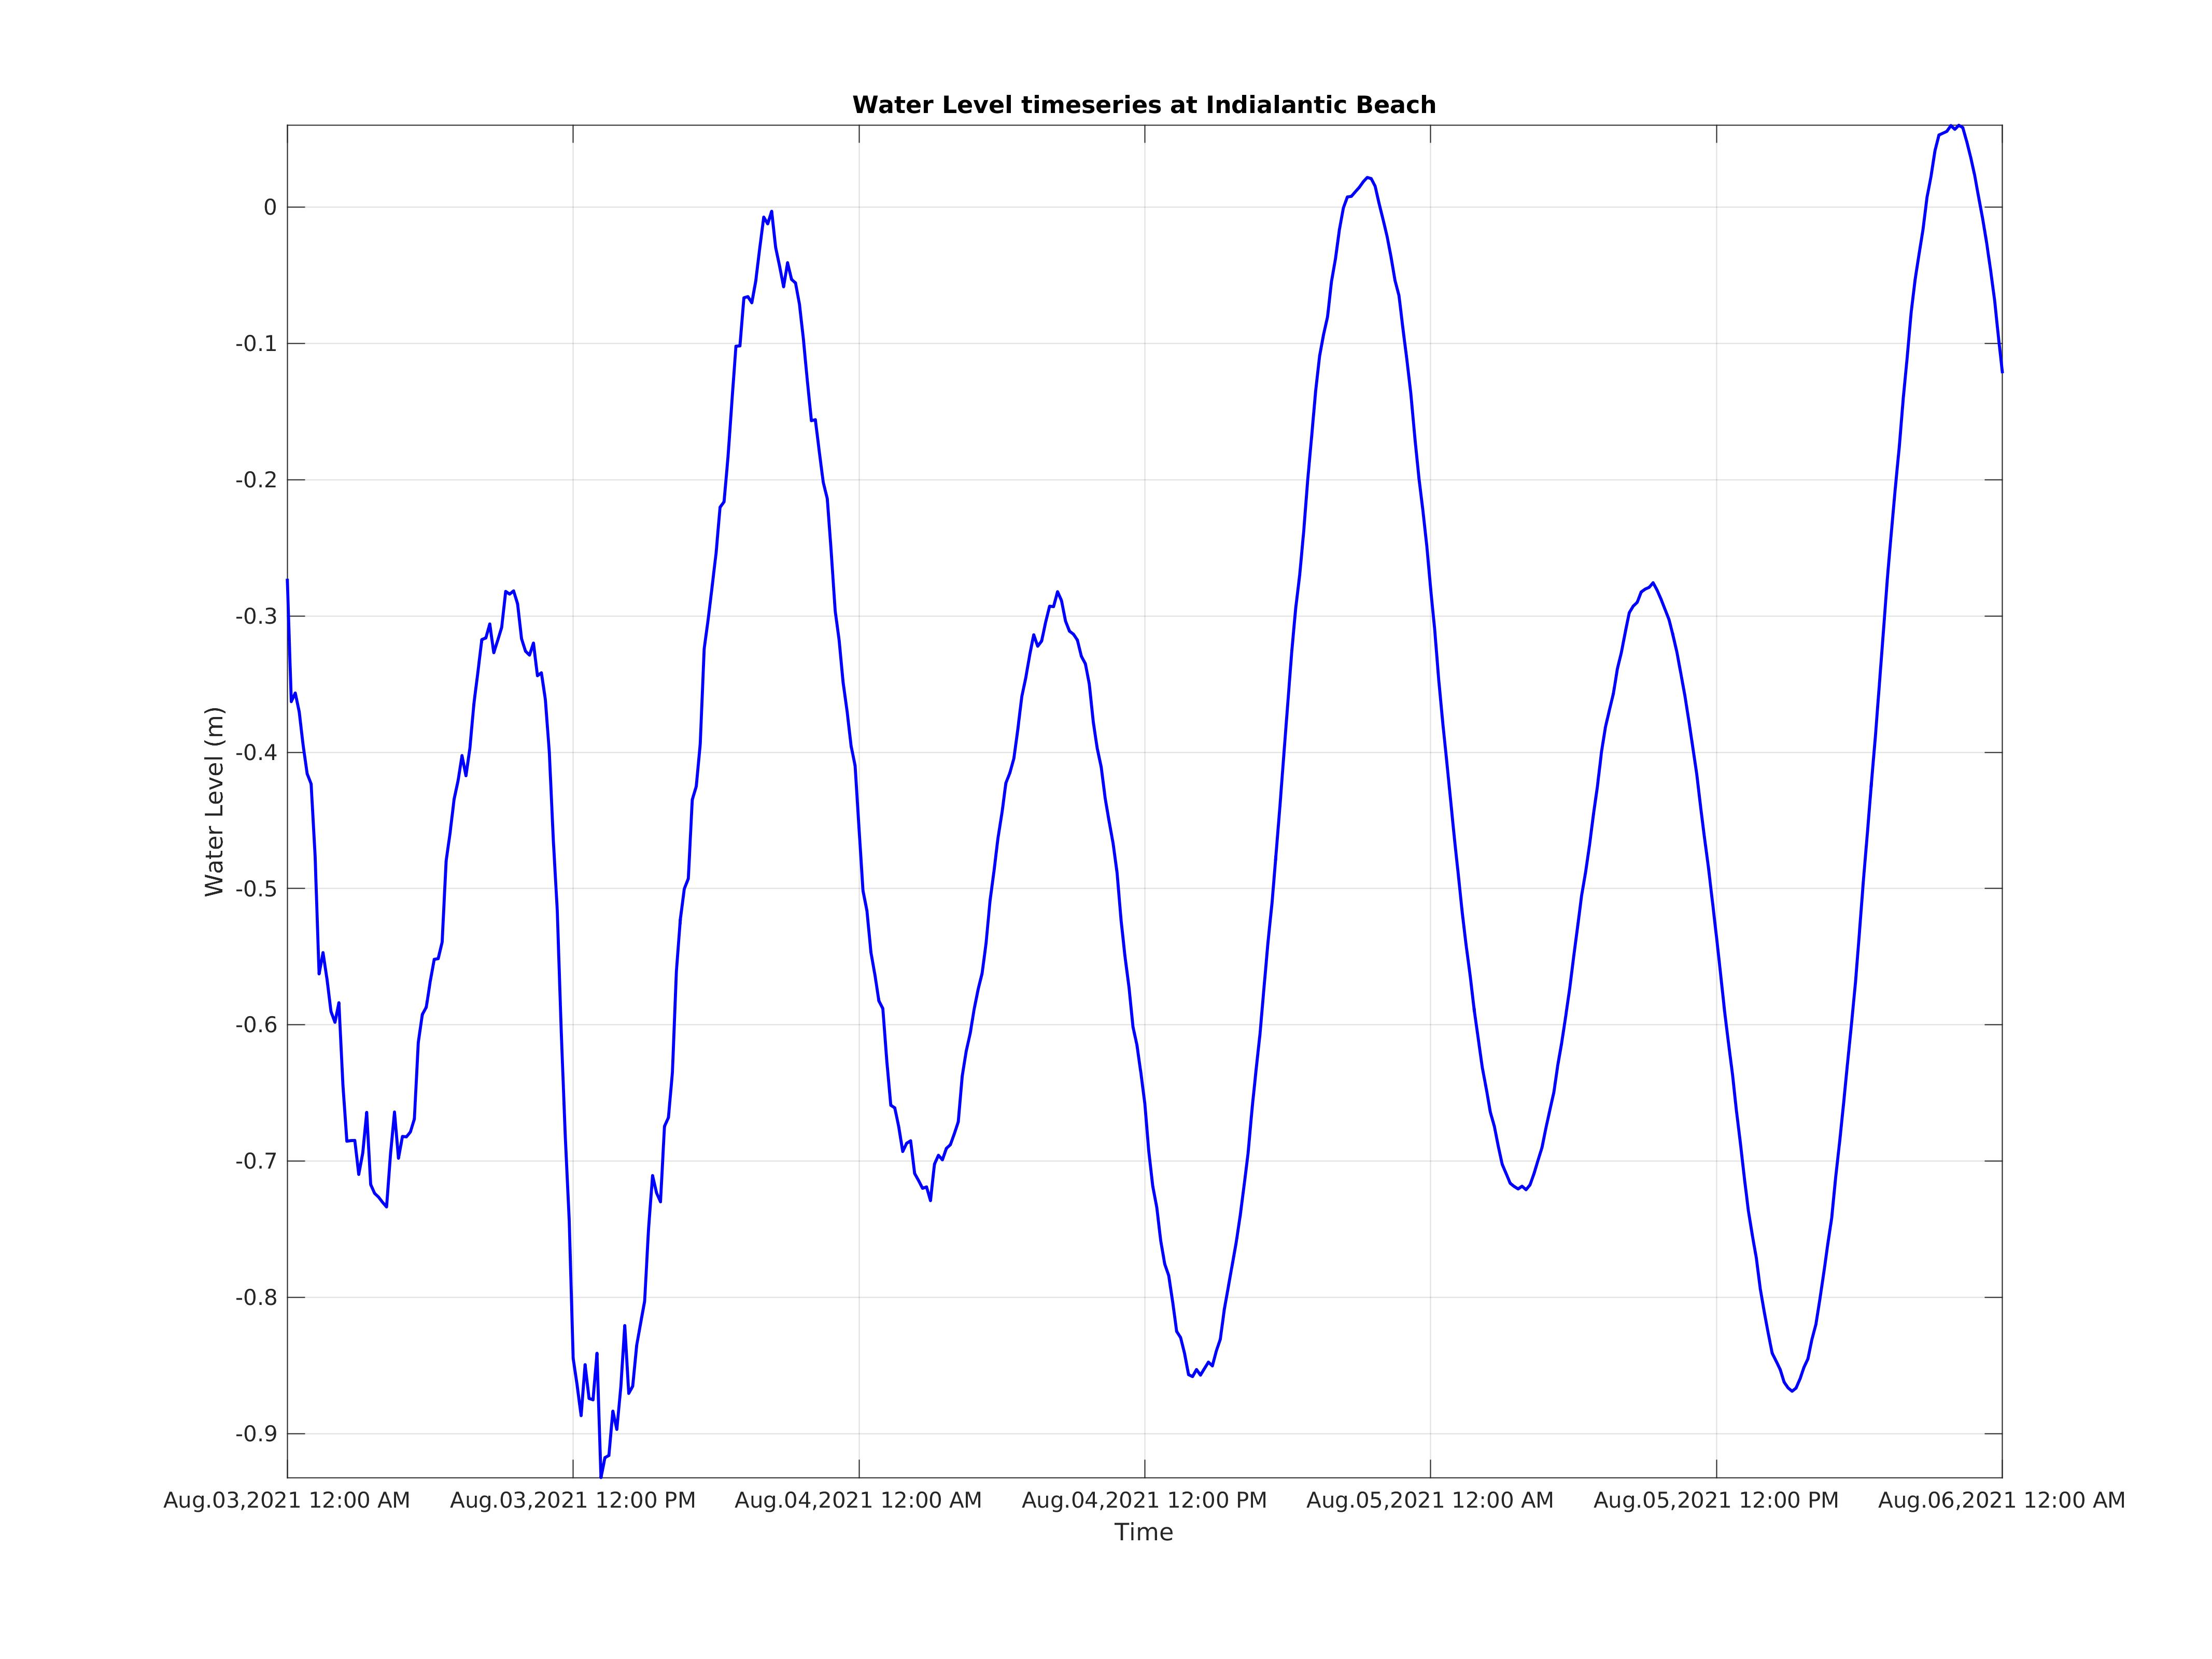 Water Level timeseries at Indialantic Beach
0
-0.1
-0.2
-0.3
-0.4
-0.5
-0.6
-0.7
-0.8
-0.9
Water Level (m)
Aug.03,2021 12:00 AM
Aug.03,2021 12:00 PM
Aug.04,2021 12:00 AM
Aug.04,2021 12:00 PM
Aug.05,2021 12:00 AM
Aug.05,2021 12:00 PM
Aug.06,2021 12:00 AM
Time